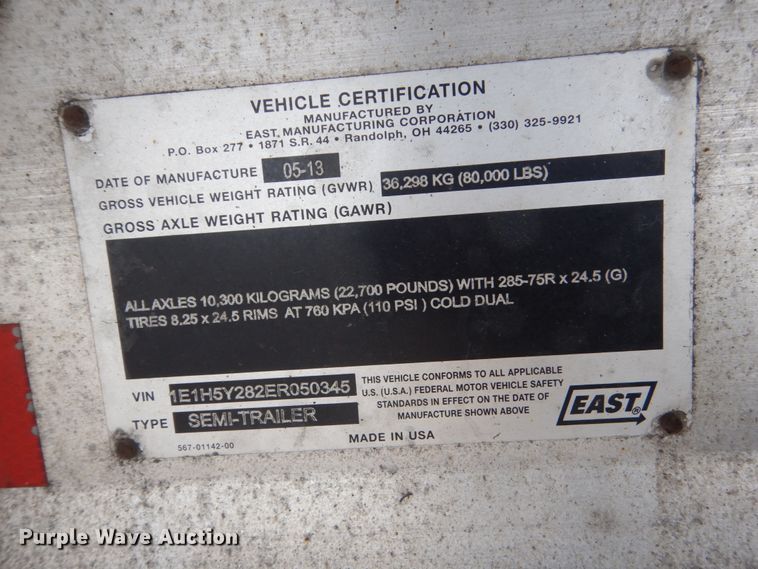 VEHICLE CERTIFICATION
MANUFACTURED BY
EAST MANUFACTURING CORPORATION
P.O. Box 277 • 1871 S.R. 44 • Randolph, OH 44265 • (330) 325-9921
DATE OF MANUFACTURE 05-13
GROSS VEHICLE WEIGHT RATING (GVWR) 36,298 KG (80,000 LBS)
GROSS AXLE WEIGHT RATING (GAWR)
ALL AXLES 10,300 KILOGRAMS (22,700 POUNDS) WITH 285-75R x 24.5 (G)
TIRES 8.25 x 24.5 RIMS AT 760 KPA (110 PSI ) COLD DUAL
VIN 1E1H5Y282ER050345
TYPE SEMI-TRAILER
567-01142-00
THIS VEHICLE CONFORMS TO ALL APPLICABLE
U.S. (U.S.A.) FEDERAL MOTOR VEHICLE SAFETY
STANDARDS IN EFFECT ON THE DATE OF
MANUFACTURE SHOWN ABOVE
MADE IN USA
EAST®
Purple Wave Auction